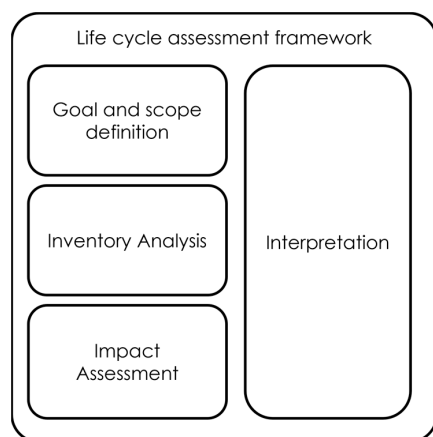 Life cycle assessment framework
Goal and scope
definition
Inventory Analysis
Interpretation
Impact
Assessment